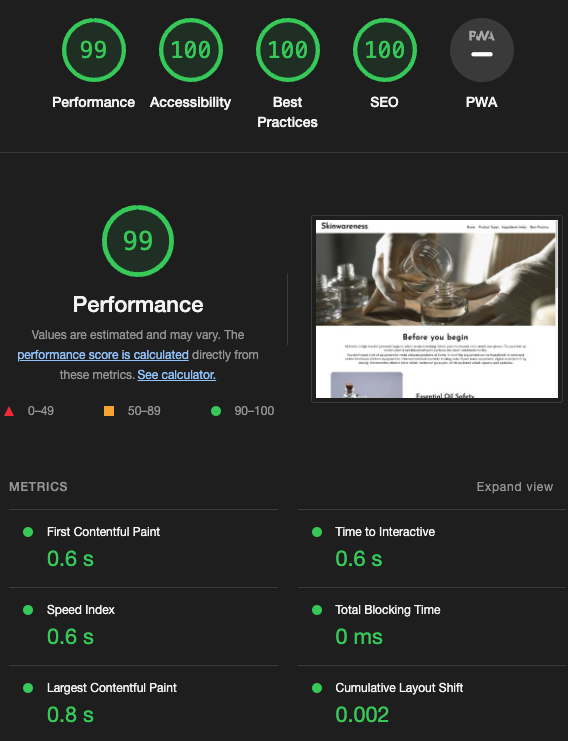 99
100
100
100
PWA
Performance
Accessibility
Best
Practices
SEO
PWA
99
Performance
Values are estimated and may vary. The
performance score is calculated directly from
these metrics. See calculator.
0–49
50–89
90–100
Skinwareness
Home Product Types Ingredients Index Best Practice
Before you begin
Essential Oil Safety
METRICS
Expand view
First Contentful Paint
0.6 s
Time to Interactive
0.6 s
Speed Index
0.6 s
Total Blocking Time
0 ms
Largest Contentful Paint
0.8 s
Cumulative Layout Shift
0.002